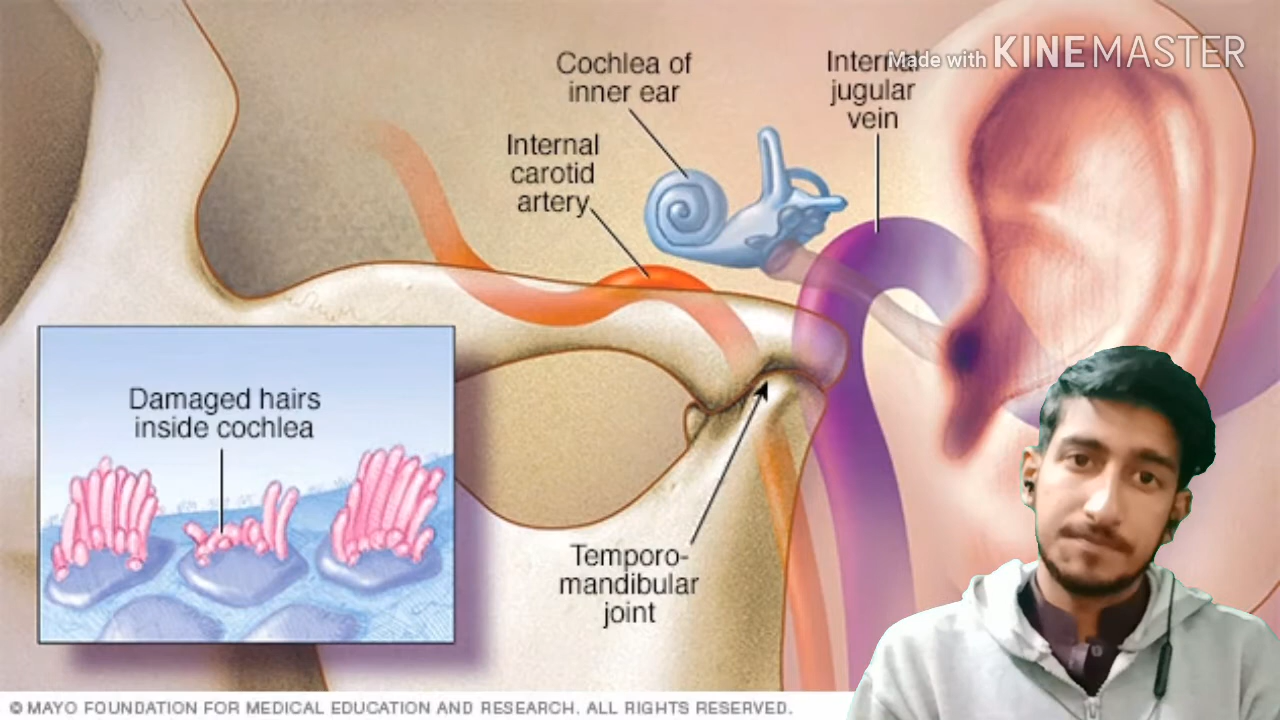 Made with KINEMASTER
Cochlea of
inner ear
Internal
jugular
vein
Internal
carotid
artery
Damaged hairs
inside cochlea
Temporo-
mandibular
joint
© MAYO FOUNDATION FOR MEDICAL EDUCATION AND RESEARCH. ALL RIGHTS RESERVED.